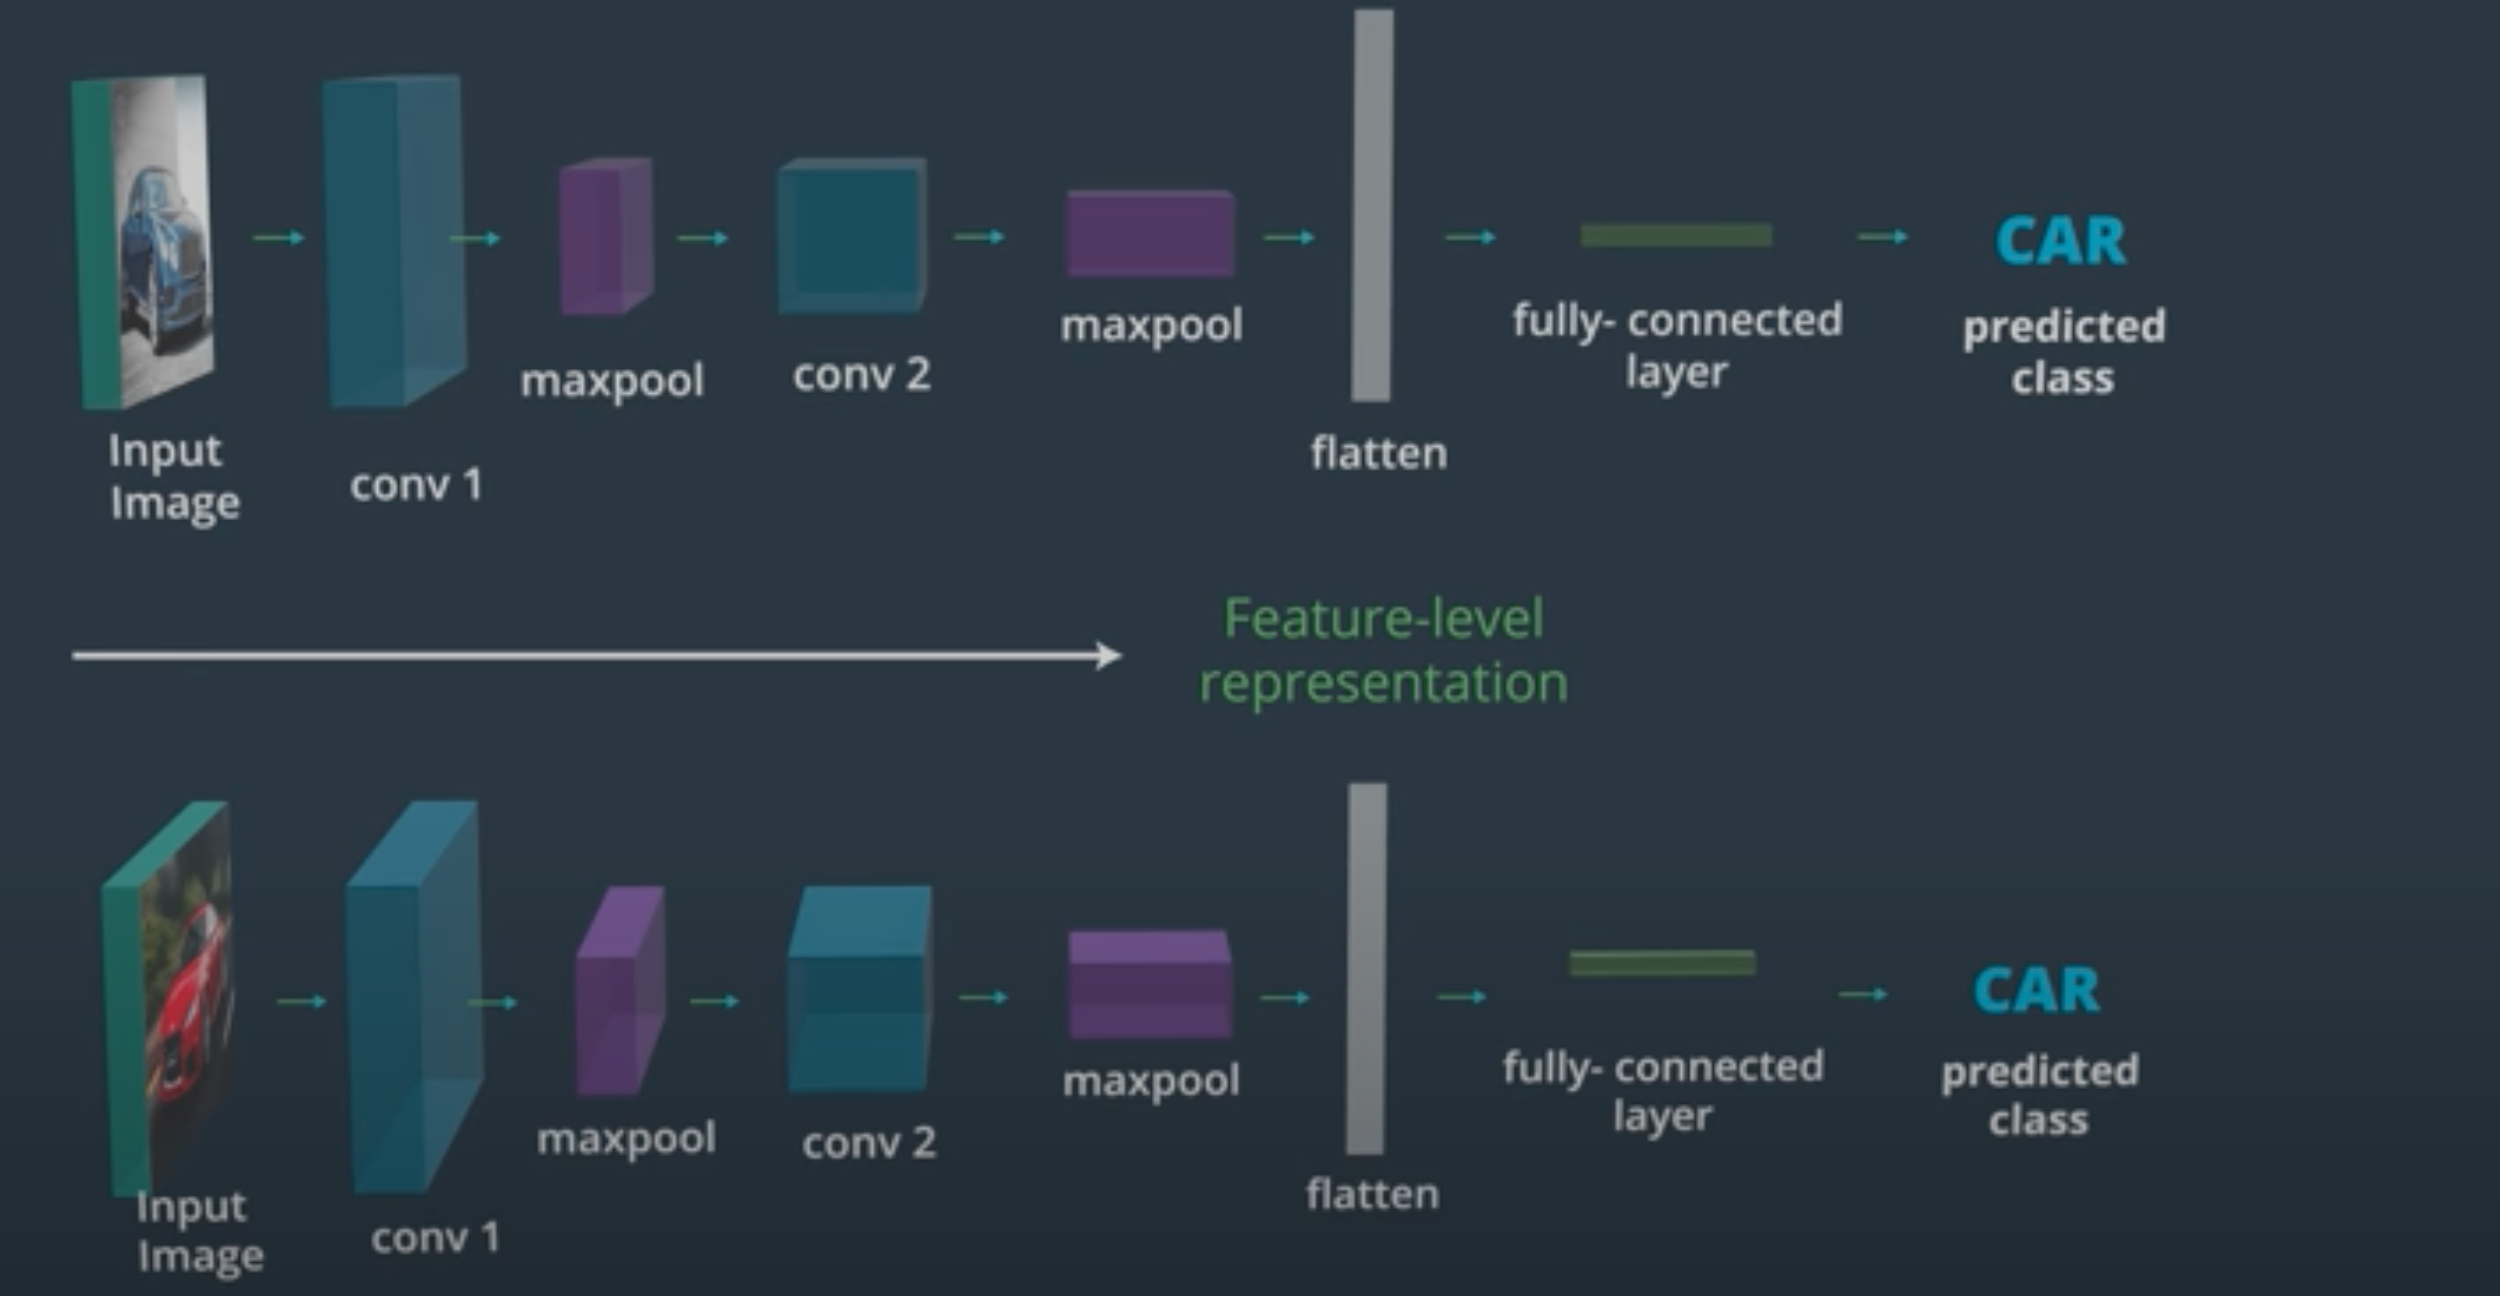 Input
Image
conv 1
maxpool
conv 2
maxpool
flatten
fully- connected
layer
CAR
predicted
class
Feature-level
representation
Input
Image
conv 1
maxpool
conv 2
maxpool
flatten
fully- connected
layer
CAR
predicted
class